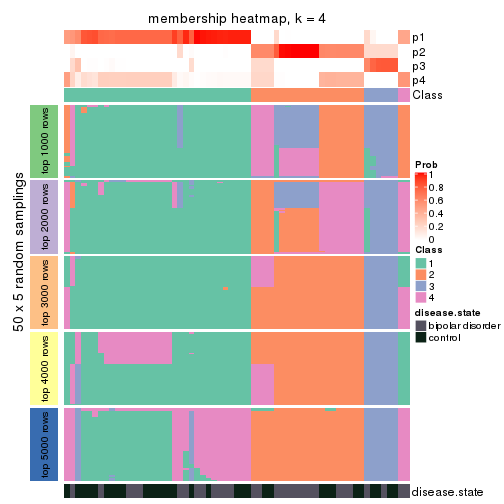 membership heatmap, k = 4
p1
p2
p3
p4
Class
50 x 5 random samplings
top 1000 rows
top 2000 rows
top 3000 rows
top 4000 rows
top 5000 rows
Prob
1
0.8
0.6
0.4
0.2
0
Class
1
2
3
4
disease.state
bipolar disorder
control
disease.state